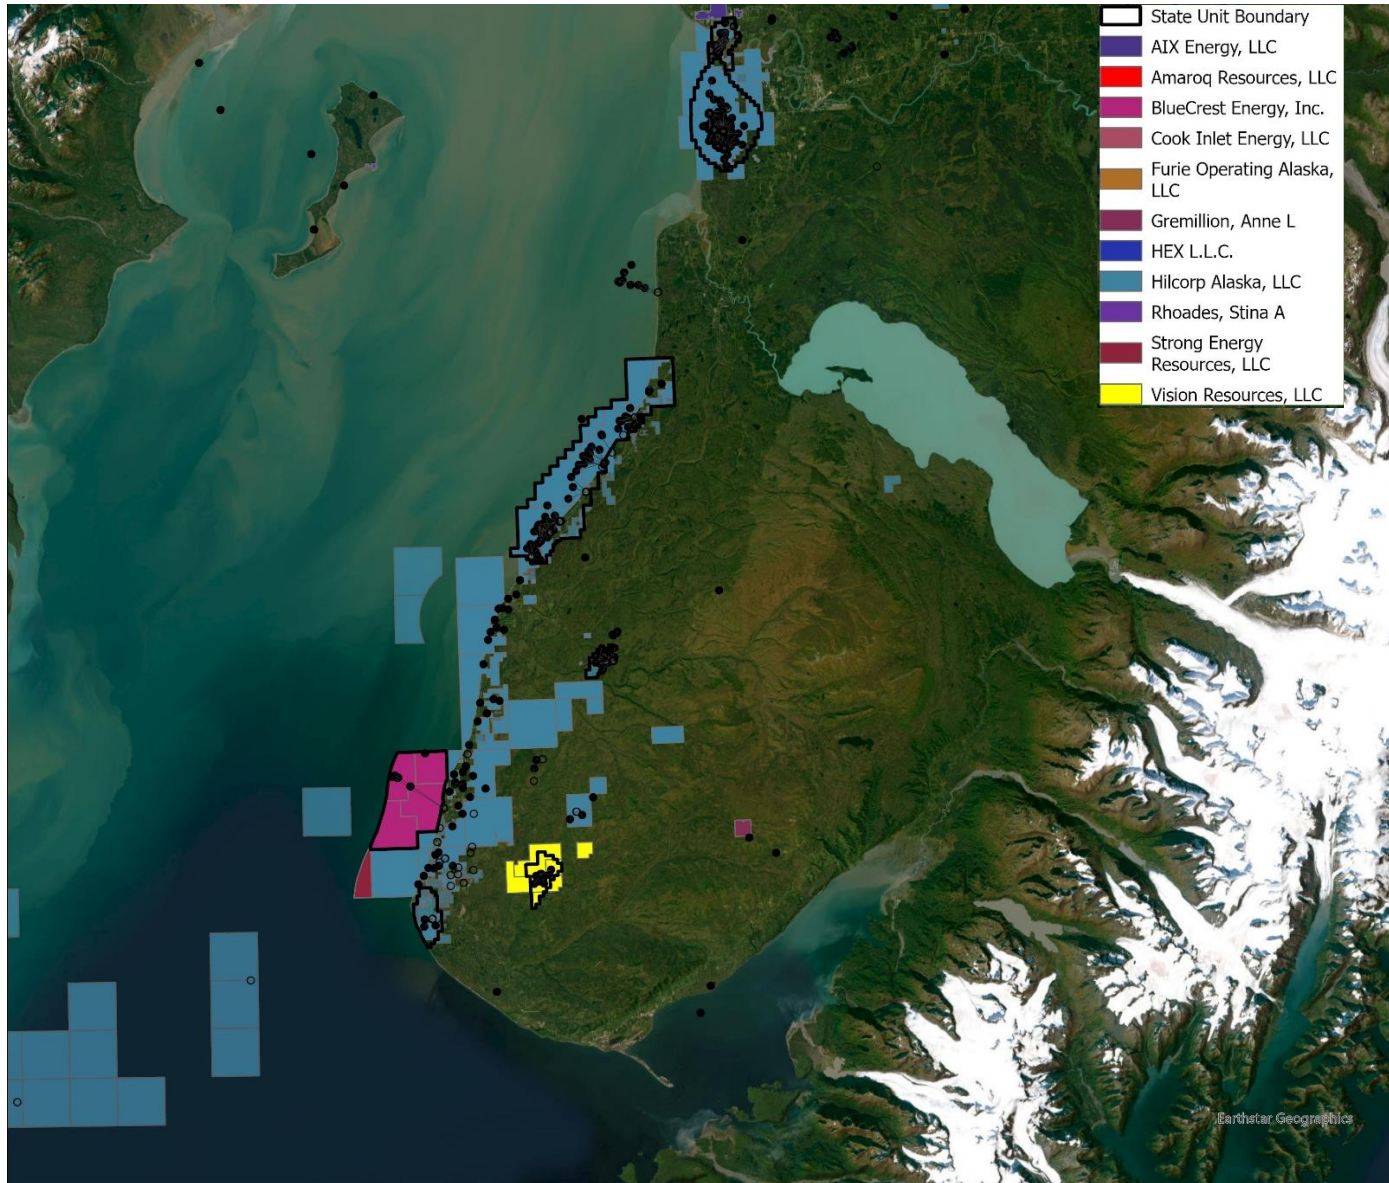 State Unit Boundary
AIX Energy, LLC
Amaroq Resources, LLC
BlueCrest Energy, Inc.
Cook Inlet Energy, LLC
Furie Operating Alaska,
LLC
Gremillion, Anne L
HEX L.L.C.
Hilcorp Alaska, LLC
Rhoades, Stina A
Strong Energy
Resources, LLC
Vision Resources, LLC
Earthstar Geographics